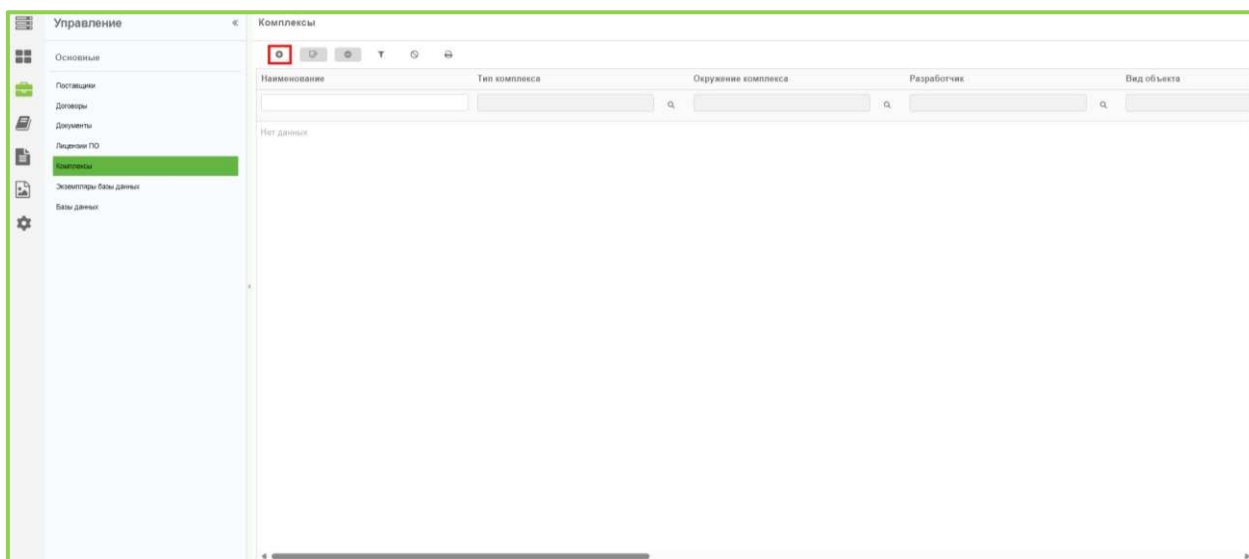 Управление «
Основные
Поставщики
Договоры
Документы
Лицензии ПО
Комплексы
Экземпляры базы данных
Базы данных
Комплексы
Наименование Тип комплекса Окружение комплекса Разработчик Вид объекта
Нет данных